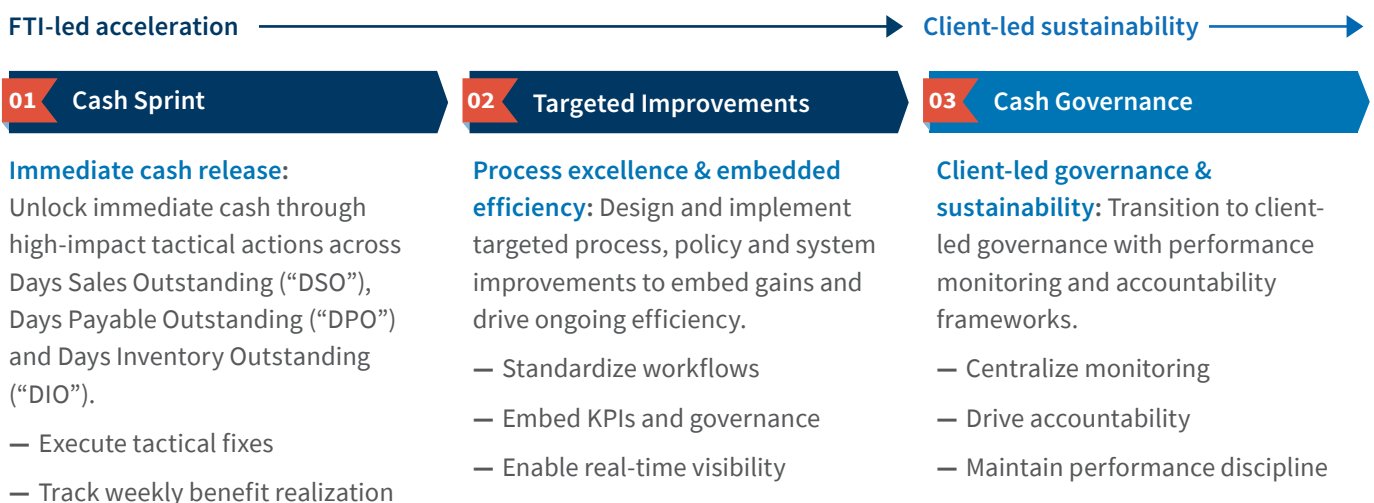 FTI-led acceleration
Client-led sustainability
01 Cash Sprint
Immediate cash release:
Unlock immediate cash through
high-impact tactical actions across
Days Sales Outstanding (“DSO”),
Days Payable Outstanding (“DPO”)
and Days Inventory Outstanding
(“DIO”).
— Execute tactical fixes
— Track weekly benefit realization
02 Targeted Improvements
Process excellence & embedded
efficiency: Design and implement
targeted process, policy and system
improvements to embed gains and
drive ongoing efficiency.
— Standardize workflows
— Embed KPIs and governance
— Enable real-time visibility
03 Cash Governance
Client-led governance &
sustainability: Transition to client-
led governance with performance
monitoring and accountability
frameworks.
— Centralize monitoring
— Drive accountability
— Maintain performance discipline